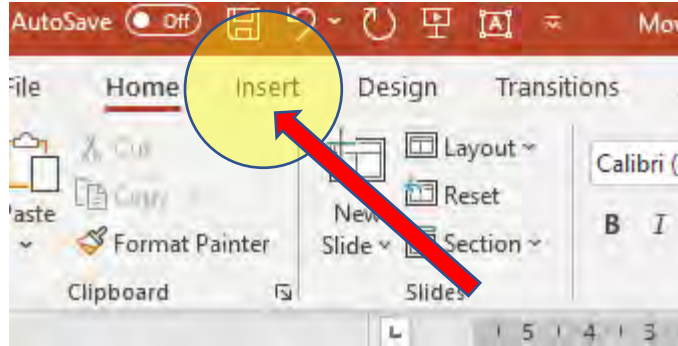 AutoSave Off Mov
File Home Insert Design Transitions
Cut Layout
Calibri (
Copy Reset
Paste New B I
Format Painter Slide Section
Clipboard Slides
L 5 4 3